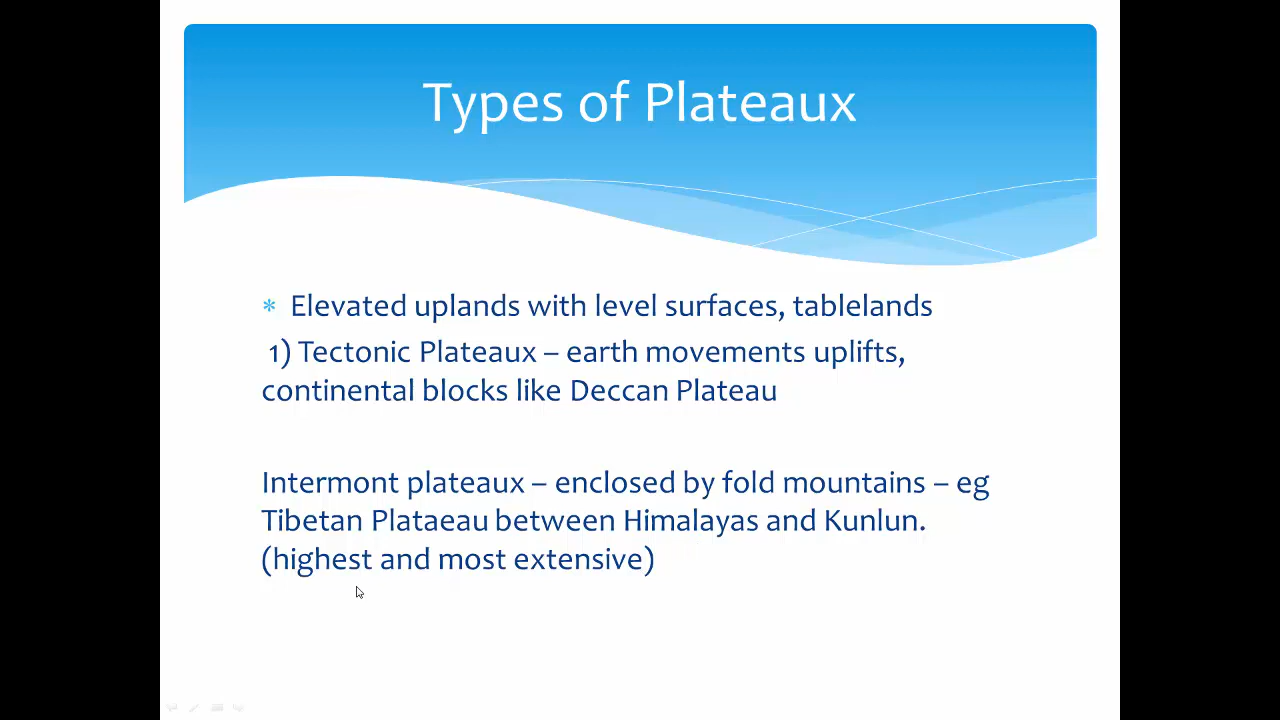 Types of Plateaux
* Elevated uplands with level surfaces, tablelands
1) Tectonic Plateaux – earth movements uplifts,
continental blocks like Deccan Plateau
Intermont plateaux – enclosed by fold mountains – eg
Tibetan Plataeau between Himalayas and Kunlun.
(highest and most extensive)